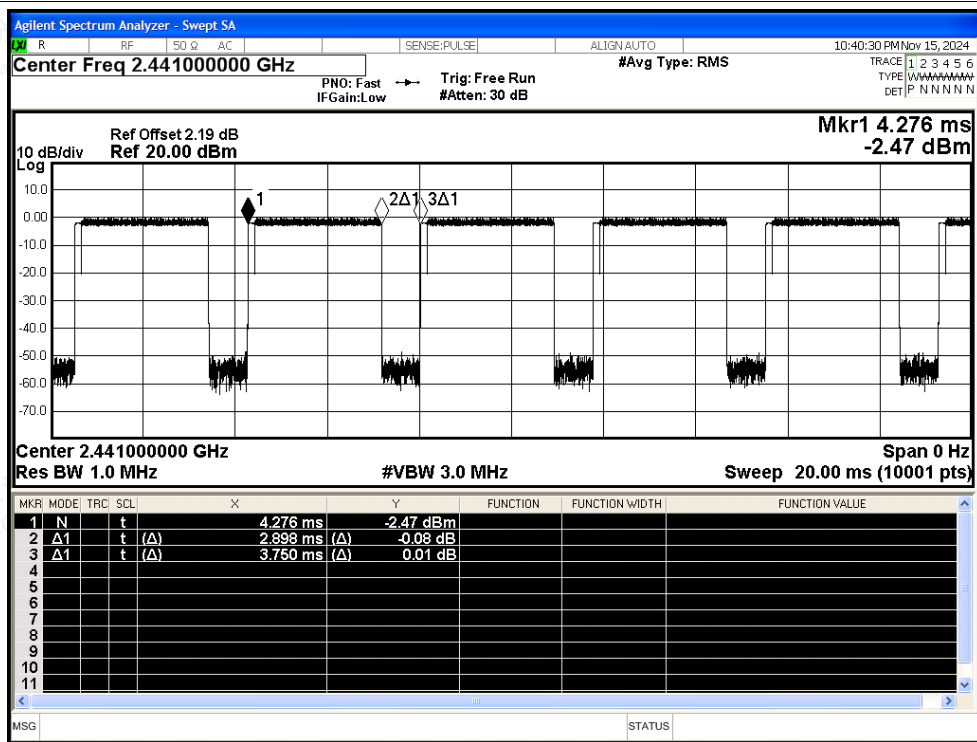 Agilent Spectrum Analyzer - Swept SA
LXI R RF 50 Ω AC SENSE:PULSE ALIGN AUTO 10:40:30 PM Nov 15, 2024
Center Freq 2.441000000 GHz
PNO: Fast
IFGain:Low
Trig: Free Run
#Atten: 30 dB
#Avg Type: RMS
TRACE 1 2 3 4 5 6
TYPE
DET P N N N N N
Mkr1 4.276 ms
-2.47 dBm
Ref Offset 2.19 dB
10 dB/div Ref 20.00 dBm
Log
10.0
0.00
-10.0
-20.0
-30.0
-40.0
-50.0
-60.0
-70.0
1 2Δ1 3Δ1
Center 2.441000000 GHz Span 0 Hz
Res BW 1.0 MHz #VBW 3.0 MHz Sweep 20.00 ms (10001 pts)
MKR MODE TRC SCL X Y FUNCTION FUNCTION WIDTH FUNCTION VALUE
1 N t 4.276 ms -2.47 dBm
2 Δ1 t (Δ) 2.898 ms (Δ) -0.08 dB
3 Δ1 t (Δ) 3.750 ms (Δ) 0.01 dB
4
5
6
7
8
9
10
11
MSG STATUS